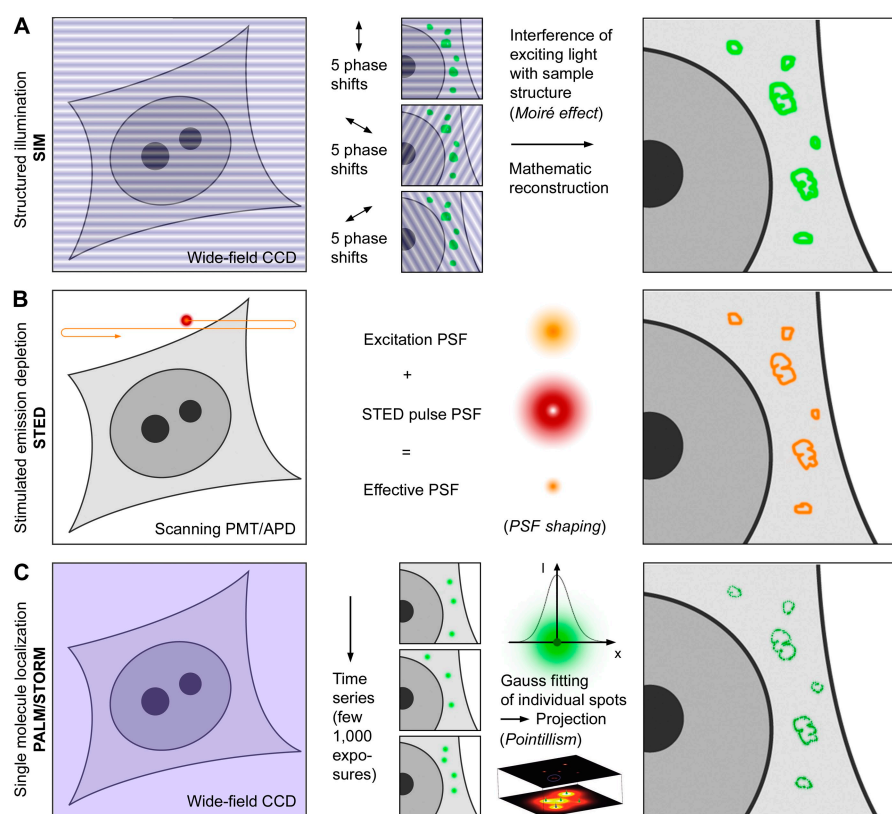 A
Structured illumination
SIM
Wide-field CCD
5 phase
shifts
5 phase
shifts
5 phase
shifts
Interference of
exciting light
with sample
structure
(Moiré effect)
Mathematic
reconstruction
B
Stimulated emission depletion
STED
Scanning PMT/APD
Excitation PSF
+
STED pulse PSF
=
Effective PSF
(PSF shaping)
C
Single molecule localization
PALM/STORM
Wide-field CCD
Time
series
(few
1,000
expo-
sures)
I
x
Gauss fitting
of individual spots
Projection
(Pointillism)